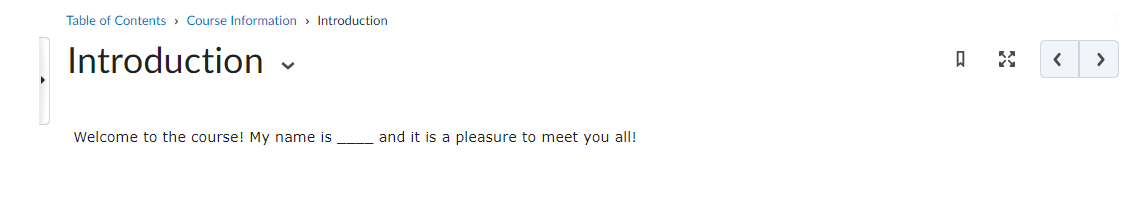 Table of Contents › Course Information › Introduction
Introduction
Welcome to the course! My name is ____ and it is a pleasure to meet you all!